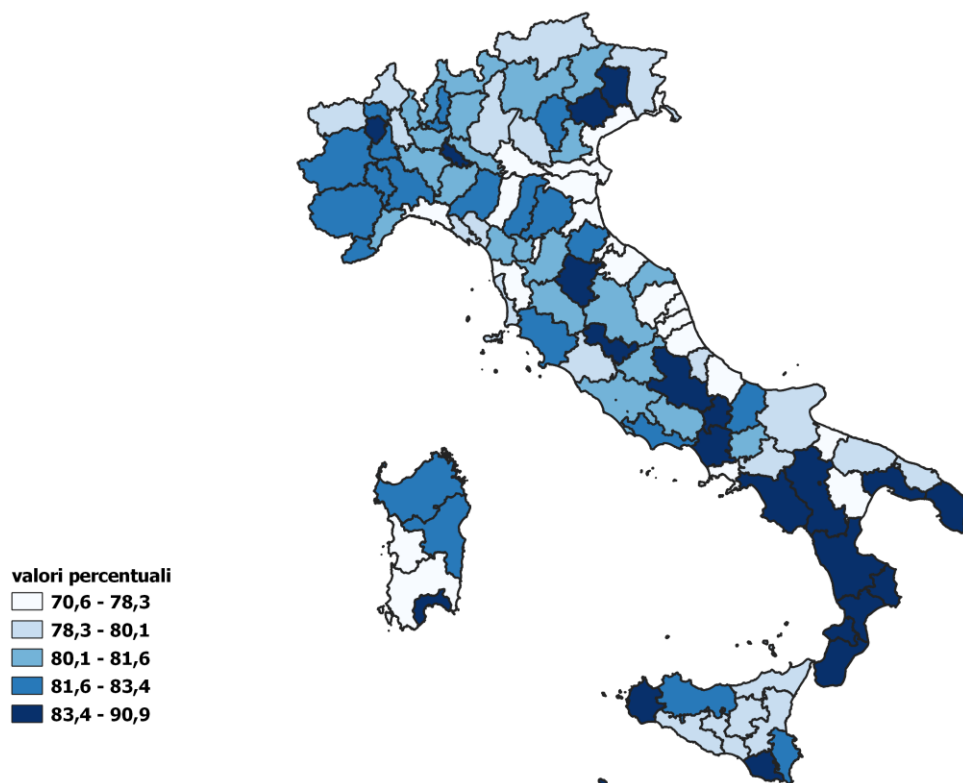 valori percentuali
70,6 - 78,3
78,3 - 80,1
80,1 - 81,6
81,6 - 83,4
83,4 - 90,9